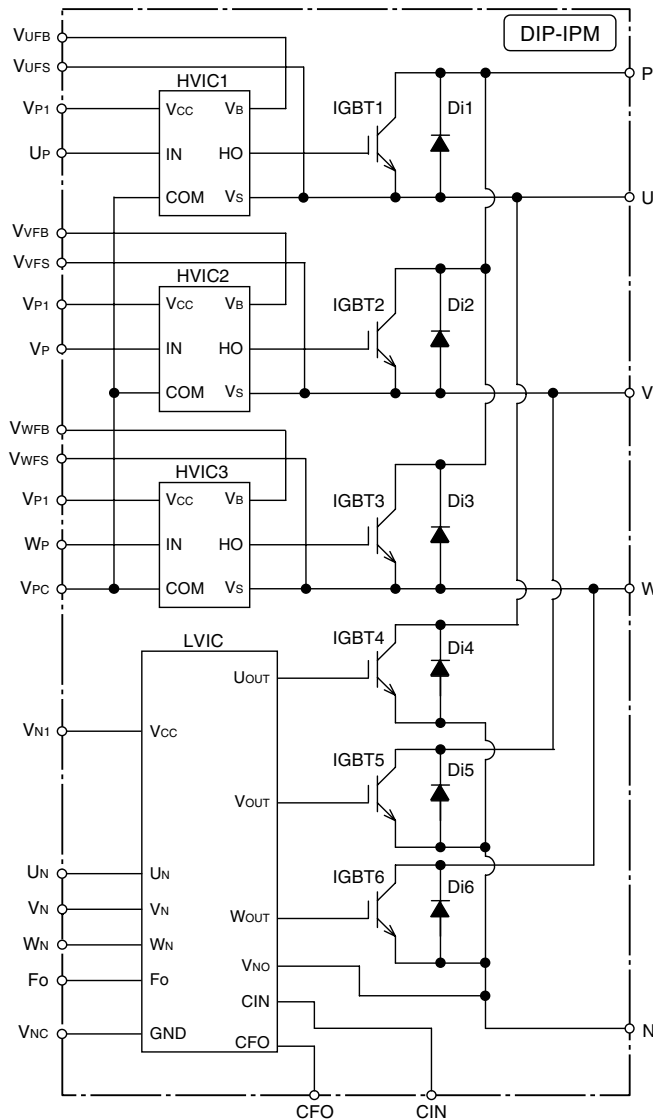 DIP-IPM
VUFB
VUFS
HVIC1
P
VP1
VCC
VB
IGBT1
Di1
UP
IN
HO
COM
VS
U
VVFB
VVFS
HVIC2
VP1
VCC
VB
IGBT2
Di2
VP
IN
HO
COM
VS
V
VWFB
VWFS
HVIC3
VP1
VCC
VB
IGBT3
Di3
WP
IN
HO
VPC
COM
VS
W
LVIC
IGBT4
Di4
UOUT
VN1
VCC
IGBT5
Di5
VOUT
UN
UN
IGBT6
Di6
VN
VN
WOUT
WN
WN
VNO
Fo
Fo
CIN
VNC
GND
CFO
N
CFO
CIN